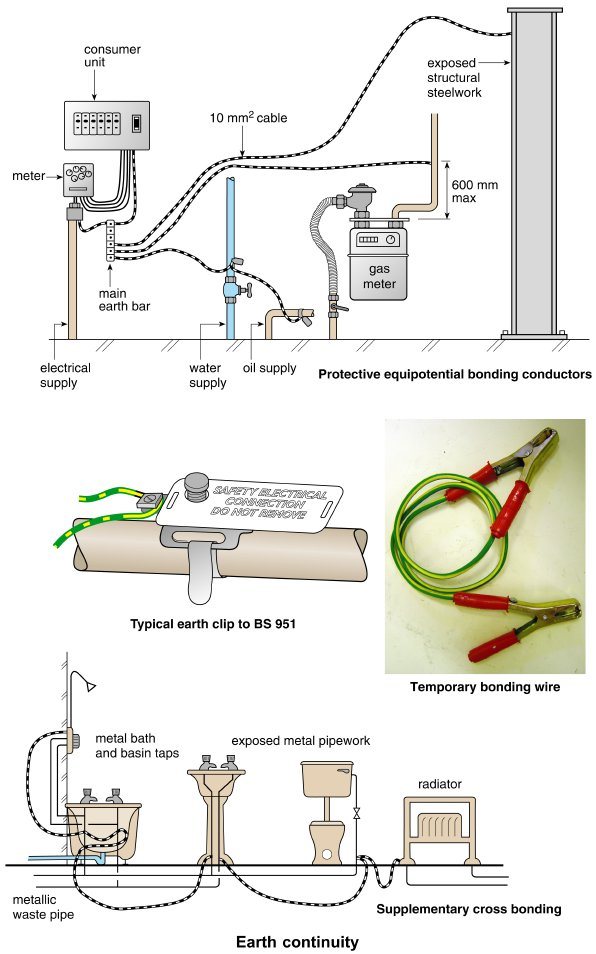 consumer
unit
exposed
structural
steelwork
10 mm² cable
meter
600 mm
max
gas
meter
main
earth bar
electrical
supply
water
supply
oil supply
Protective equipotential bonding conductors
SAFETY ELECTRICAL
CONNECTION
DO NOT REMOVE
Typical earth clip to BS 951
Temporary bonding wire
metal bath
and basin taps
exposed metal pipework
radiator
metallic
waste pipe
Supplementary cross bonding
Earth continuity